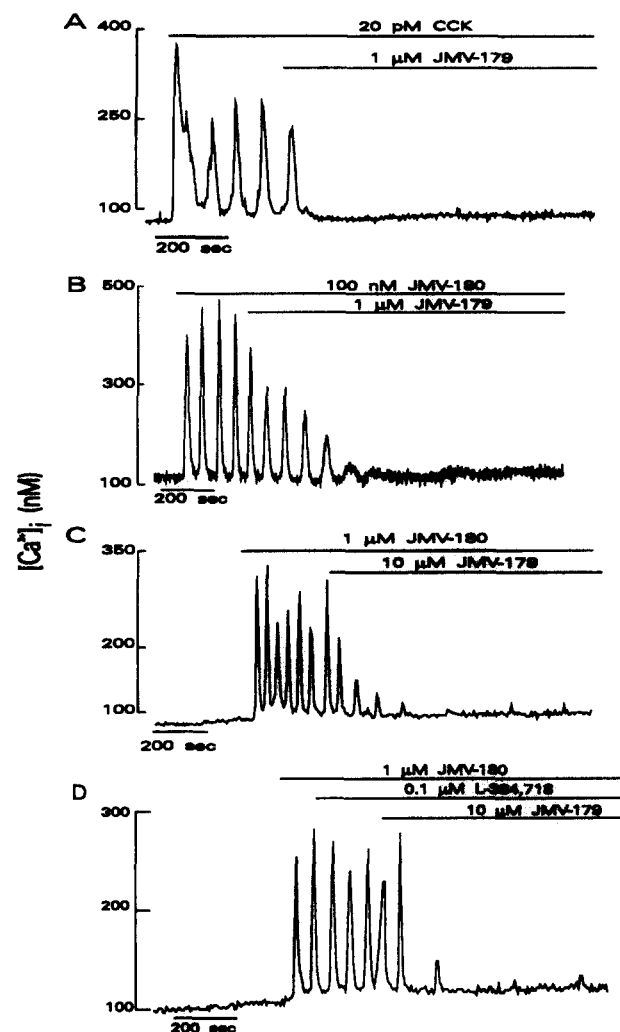 A
20 pM CCK
400
1 μM JMV-179
250
100
200 sec
B
500
100 nM JMV-180
1 μM JMV-179
300
100
200 sec
[Ca²⁺]i (nM)
C
350
1 μM JMV-180
10 μM JMV-179
200
100
200 sec
D
1 μM JMV-180
0.1 μM L-364,718
300
10 μM JMV-179
200
100
200 sec